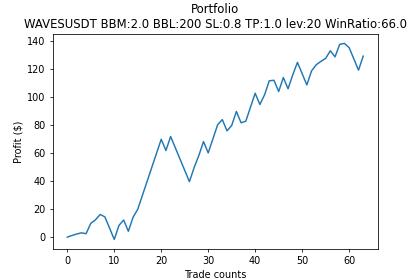 Portfolio
WAVESUSDT BBM:2.0 BBL:200 SL:0.8 TP:1.0 lev:20 WinRatio:66.0
140
120
100
80
60
40
20
0
Profit ($)
0 10 20 30 40 50 60
Trade counts